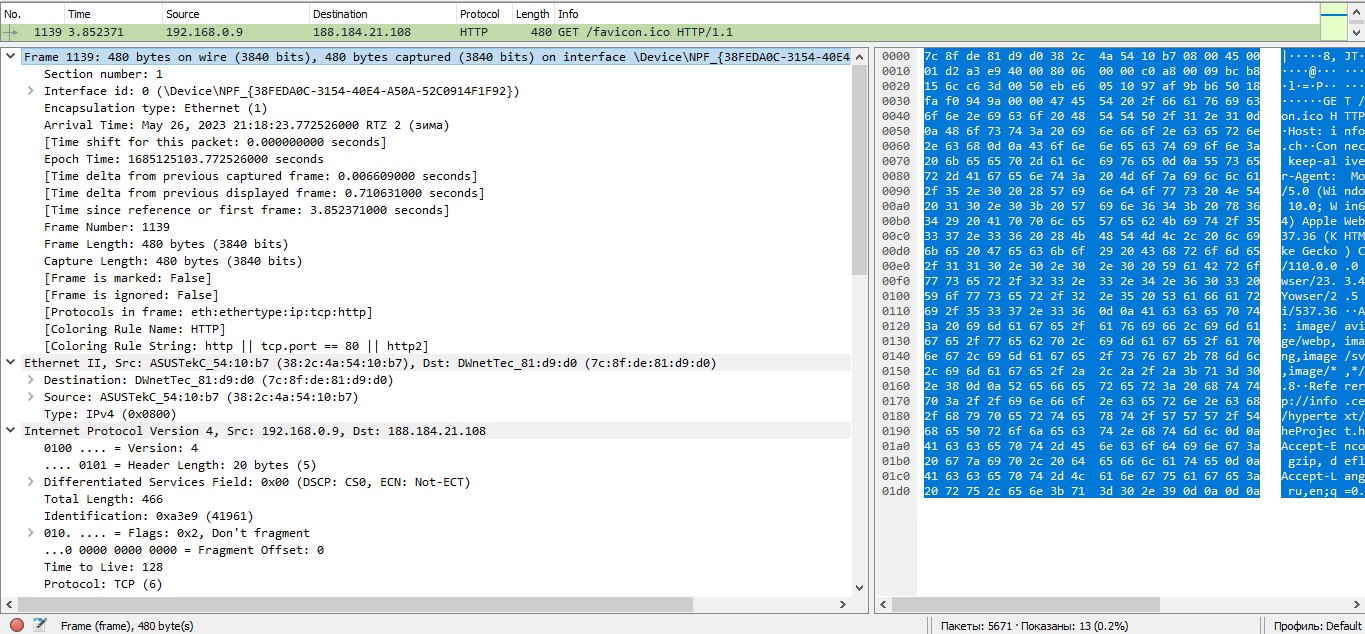 No. Time Source Destination Protocol Length Info
1139 3.852371 192.168.0.9 188.184.21.108 HTTP 480 GET /favicon.ico HTTP/1.1
Frame 1139: 480 bytes on wire (3840 bits), 480 bytes captured (3840 bits) on interface \Device\NPF_{38FEDA0C-3154-40E4
Section number: 1
Interface id: 0 (\Device\NPF_{38FEDA0C-3154-40E4-A50A-52C0914F1F92})
Encapsulation type: Ethernet (1)
Arrival Time: May 26, 2023 21:18:23.772526000 RTZ 2 (зима)
[Time shift for this packet: 0.000000000 seconds]
Epoch Time: 1685125103.772526000 seconds
[Time delta from previous captured frame: 0.006609000 seconds]
[Time delta from previous displayed frame: 0.710631000 seconds]
[Time since reference or first frame: 3.852371000 seconds]
Frame Number: 1139
Frame Length: 480 bytes (3840 bits)
Capture Length: 480 bytes (3840 bits)
[Frame is marked: False]
[Frame is ignored: False]
[Protocols in frame: eth:ethertype:ip:tcp:http]
[Coloring Rule Name: HTTP]
[Coloring Rule String: http || tcp.port == 80 || http2]
Ethernet II, Src: ASUSTekC_54:10:b7 (38:2c:4a:54:10:b7), Dst: DWnetTec_81:d9:d0 (7c:8f:de:81:d9:d0)
Destination: DWnetTec_81:d9:d0 (7c:8f:de:81:d9:d0)
Source: ASUSTekC_54:10:b7 (38:2c:4a:54:10:b7)
Type: IPv4 (0x0800)
Internet Protocol Version 4, Src: 192.168.0.9, Dst: 188.184.21.108
0100 .... = Version: 4
.... 0101 = Header Length: 20 bytes (5)
Differentiated Services Field: 0x00 (DSCP: CS0, ECN: Not-ECT)
Total Length: 466
Identification: 0xa3e9 (41961)
010. .... = Flags: 0x2, Don't fragment
...0 0000 0000 0000 = Fragment Offset: 0
Time to Live: 128
Protocol: TCP (6)
0000 7c 8f de 81 d9 d0 38 2c 4a 54 10 b7 08 00 45 00 |·····8, JT·
0010 01 d2 a3 e9 40 00 80 06 00 00 c0 a8 00 09 bc b8 ····@··· ···
0020 15 6c c6 3d 00 50 eb e6 05 10 97 af 9b b6 50 18 ·l·=·P·· ···
0030 fa f0 94 9a 00 00 47 45 54 20 2f 66 61 76 69 63 ······GE T /
0040 6f 6e 2e 69 63 6f 20 48 54 54 50 2f 31 2e 31 0d on.ico H TTP
0050 0a 48 6f 73 74 3a 20 69 6e 66 6f 2e 63 65 72 6e ·Host: i nfo
0060 2e 63 68 0d 0a 43 6f 6e 6e 65 63 74 69 6f 6e 3a .ch··Con nec
0070 20 6b 65 65 70 2d 61 6c 69 76 65 0d 0a 55 73 65 keep-al ive
0080 72 2d 41 67 65 6e 74 3a 20 4d 6f 7a 69 6c 6c 61 r-Agent: Mo
0090 2f 35 2e 30 20 28 57 69 6e 64 6f 77 73 20 4e 54 /5.0 (Wi ndo
00a0 20 31 30 2e 30 3b 20 57 69 6e 36 34 3b 20 78 36 10.0; W in6
00b0 34 29 20 41 70 70 6c 65 57 65 62 4b 69 74 2f 35 4) Apple Web
00c0 33 37 2e 33 36 20 28 4b 48 54 4d 4c 2c 20 6c 69 37.36 (K HTM
00d0 6b 65 20 47 65 63 6b 6f 29 20 43 68 72 6f 6d 65 ke Gecko ) C
00e0 2f 31 31 30 2e 30 2e 30 2e 30 20 59 61 42 72 6f /110.0.0 .0
00f0 77 73 65 72 2f 32 33 2e 33 2e 34 2e 36 30 33 20 wser/23. 3.4
0100 59 6f 77 73 65 72 2f 32 2e 35 20 53 61 66 61 72 Yowser/2 .5
0110 69 2f 35 33 37 2e 33 36 0d 0a 41 63 63 65 70 74 i/537.36 ··A
0120 3a 20 69 6d 61 67 65 2f 61 76 69 66 2c 69 6d 61 : image/ avi
0130 67 65 2f 77 65 62 70 2c 69 6d 61 67 65 2f 61 70 ge/webp, ima
0140 6e 67 2c 69 6d 61 67 65 2f 73 76 67 2b 78 6d 6c ng,image /sv
0150 2c 69 6d 61 67 65 2f 2a 2c 2a 2f 2a 3b 71 3d 30 ,image/* ,*/
0160 2e 38 0d 0a 52 65 66 65 72 65 72 3a 20 68 74 74 .8··Refe rer
0170 70 3a 2f 2f 69 6e 66 6f 2e 63 65 72 6e 2e 63 68 p://info .ce
0180 2f 68 79 70 65 72 74 65 78 74 2f 57 57 57 2f 54 /hyperte xt/
0190 68 65 50 72 6f 6a 65 63 74 2e 68 74 6d 6c 0d 0a heProjec t.h
01a0 41 63 63 65 70 74 2d 45 6e 63 6f 64 69 6e 67 3a Accept-E nco
01b0 20 67 7a 69 70 2c 20 64 65 66 6c 61 74 65 0d 0a gzip, d efl
01c0 41 63 63 65 70 74 2d 4c 61 6e 67 75 61 67 65 3a Accept-L ang
01d0 20 72 75 2c 65 6e 3b 71 3d 30 2e 39 0d 0a 0d 0a ru,en;q =0.
Frame (frame), 480 byte(s) Пакеты: 5671 · Показаны: 13 (0.2%) Профиль: Default